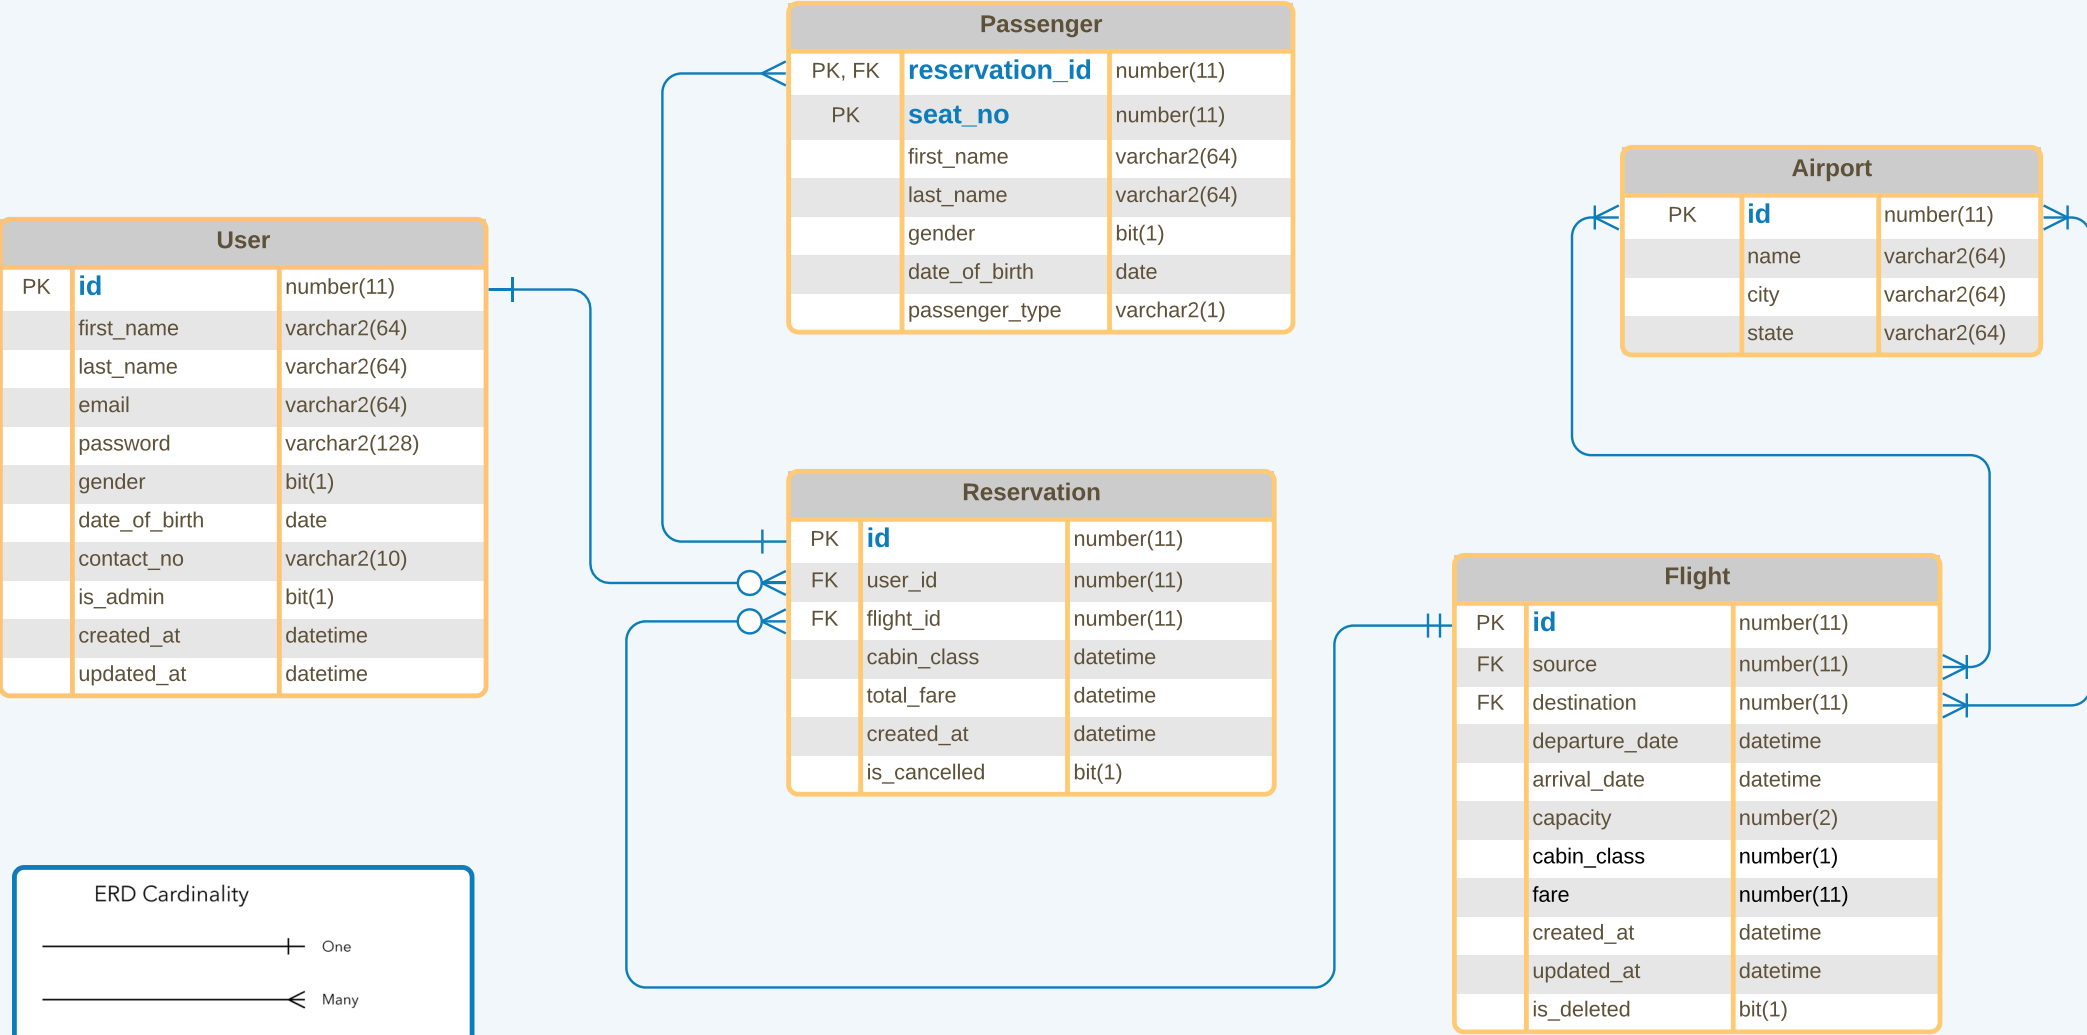 Passenger
PK, FK reservation_id number(11)
PK seat_no number(11)
first_name varchar2(64)
last_name varchar2(64)
gender bit(1)
date_of_birth date
passenger_type varchar2(1)
Airport
PK id number(11)
name varchar2(64)
city varchar2(64)
state varchar2(64)
User
PK id number(11)
first_name varchar2(64)
last_name varchar2(64)
email varchar2(64)
password varchar2(128)
gender bit(1)
date_of_birth date
contact_no varchar2(10)
is_admin bit(1)
created_at datetime
updated_at datetime
Reservation
PK id number(11)
FK user_id number(11)
FK flight_id number(11)
cabin_class datetime
total_fare datetime
created_at datetime
is_cancelled bit(1)
Flight
PK id number(11)
FK source number(11)
FK destination number(11)
departure_date datetime
arrival_date datetime
capacity number(2)
cabin_class number(1)
fare number(11)
created_at datetime
updated_at datetime
is_deleted bit(1)
ERD Cardinality
One
Many